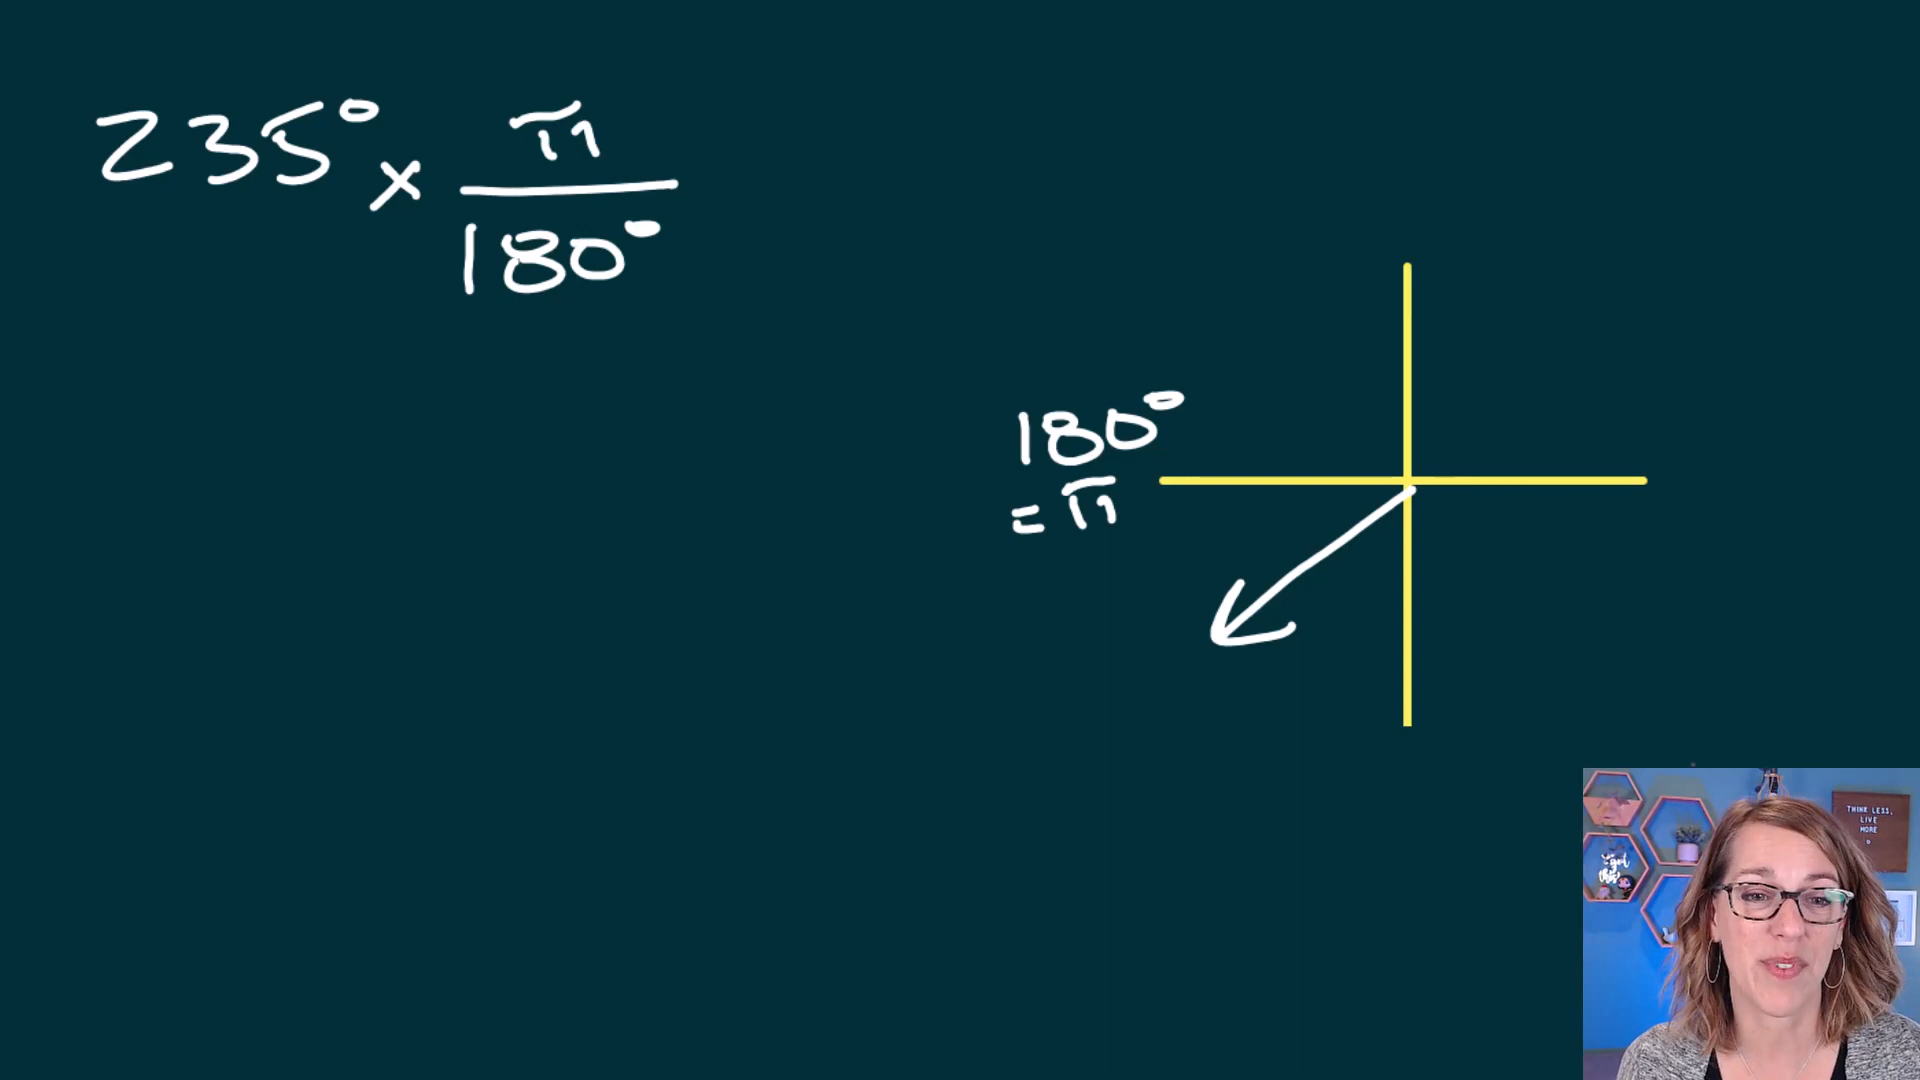 235° × π
180°
180°
= π
THINK LESS,
LIVE
MORE